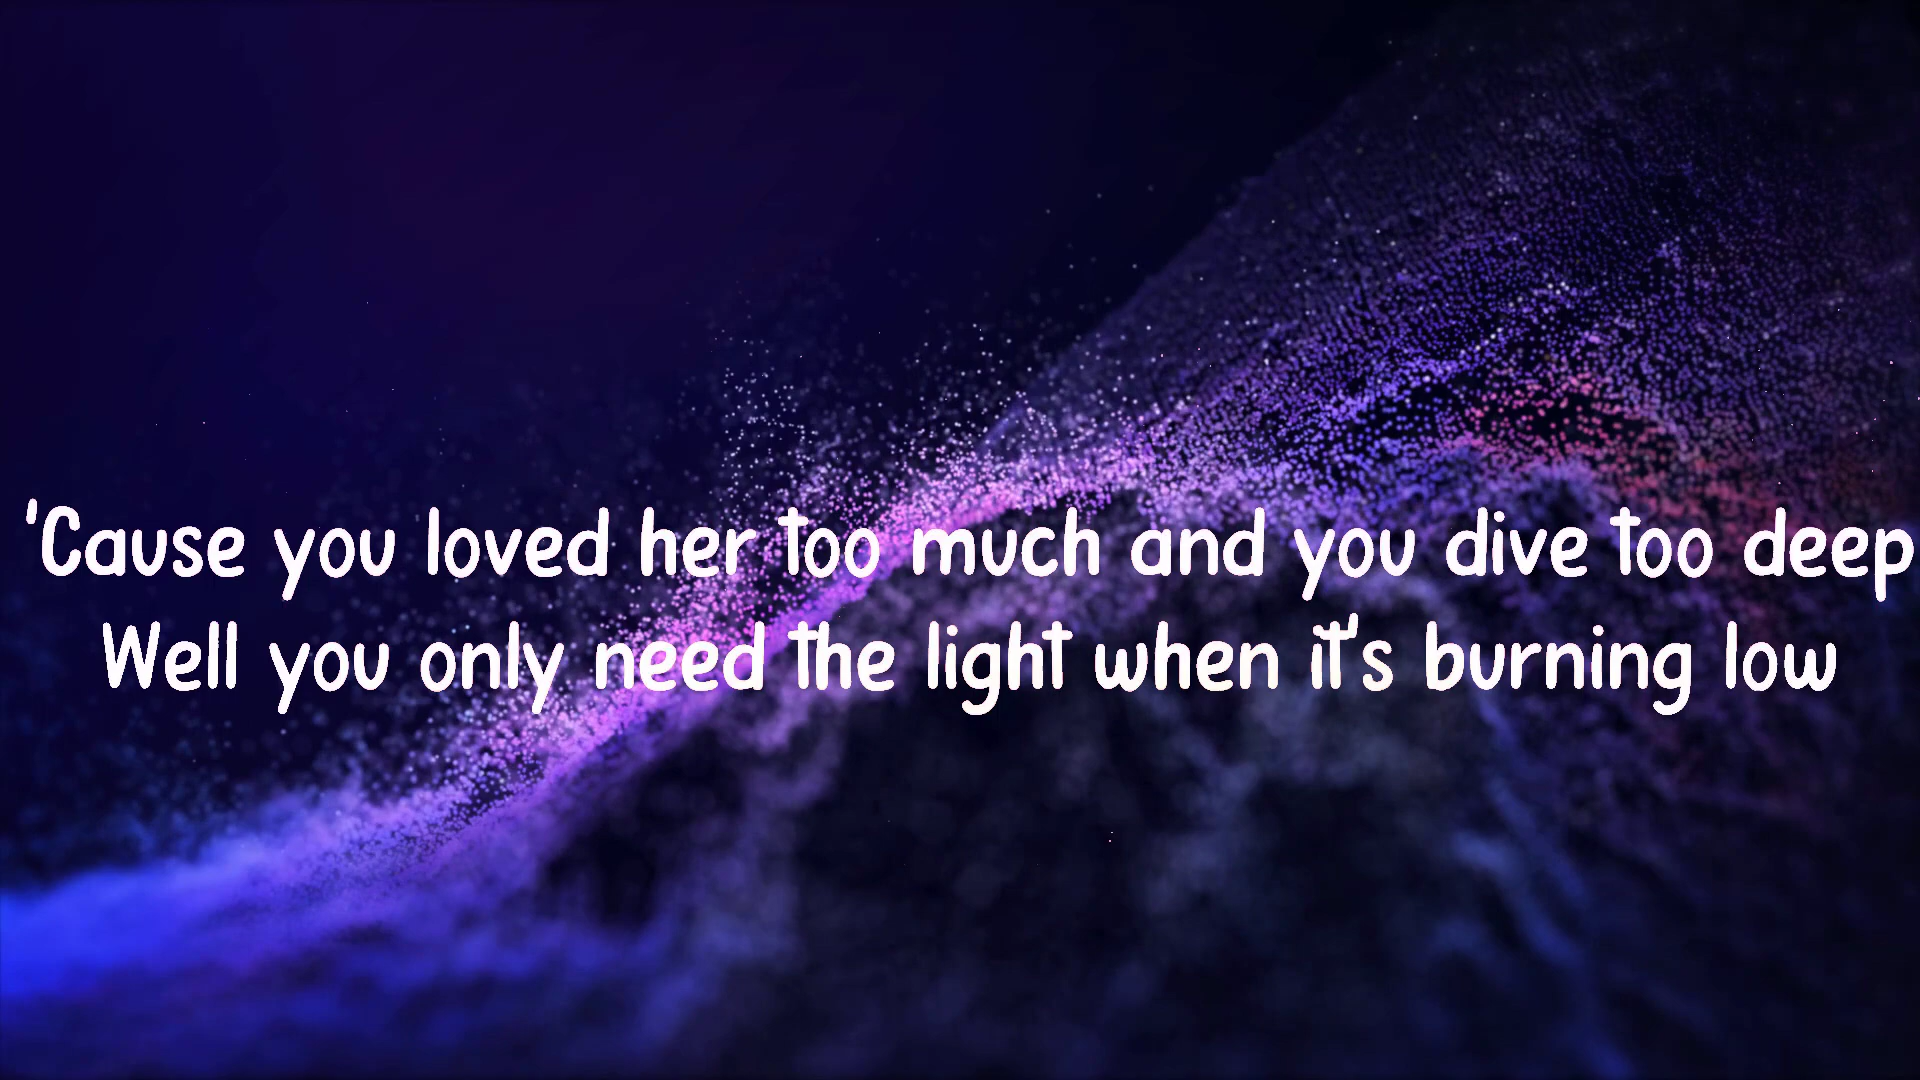 'Cause you loved her too much and you dive too deep
Well you only need the light when it's burning low